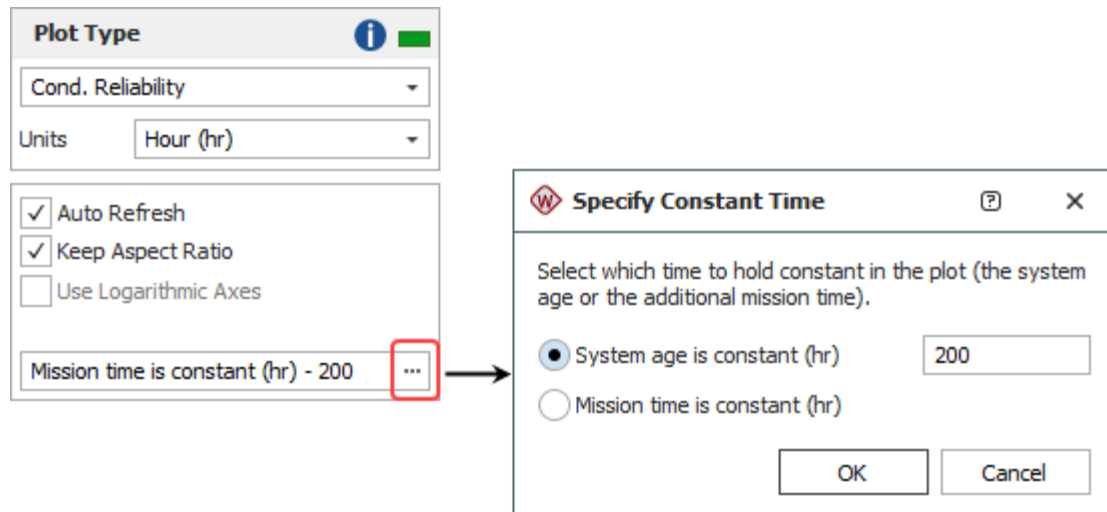 Plot Type
Cond. Reliability
Units Hour (hr)
Auto Refresh
Keep Aspect Ratio
Use Logarithmic Axes
Mission time is constant (hr) - 200 ...
W Specify Constant Time ? ×
Select which time to hold constant in the plot (the system
age or the additional mission time).
System age is constant (hr) 200
Mission time is constant (hr)
OK Cancel